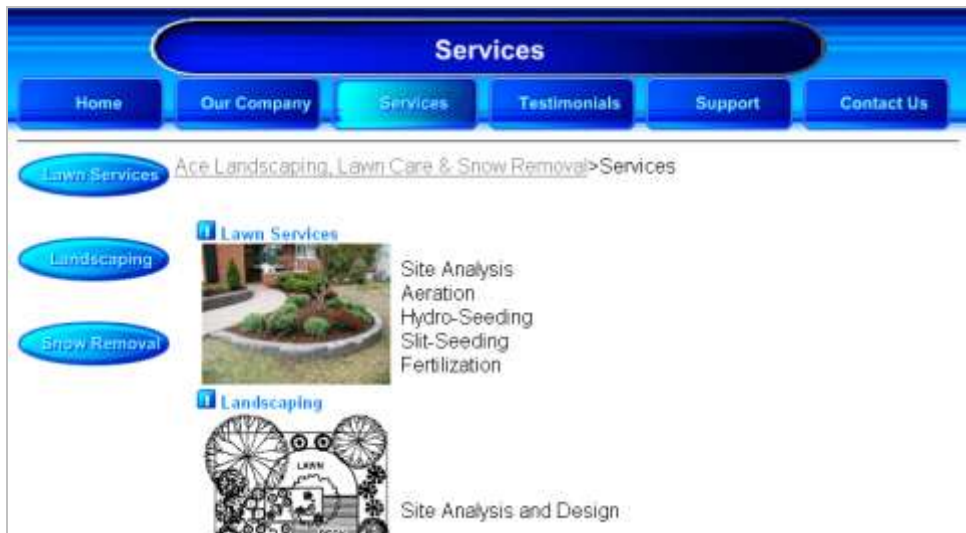 Services
Home Our Company Services Testimonials Support Contact Us
Lawn Services
Landscaping
Snow Removal
Ace Landscaping, Lawn Care & Snow Removal>Services
Lawn Services
Site Analysis
Aeration
Hydro-Seeding
Slit-Seeding
Fertilization
Landscaping
LAWN
Site Analysis and Design